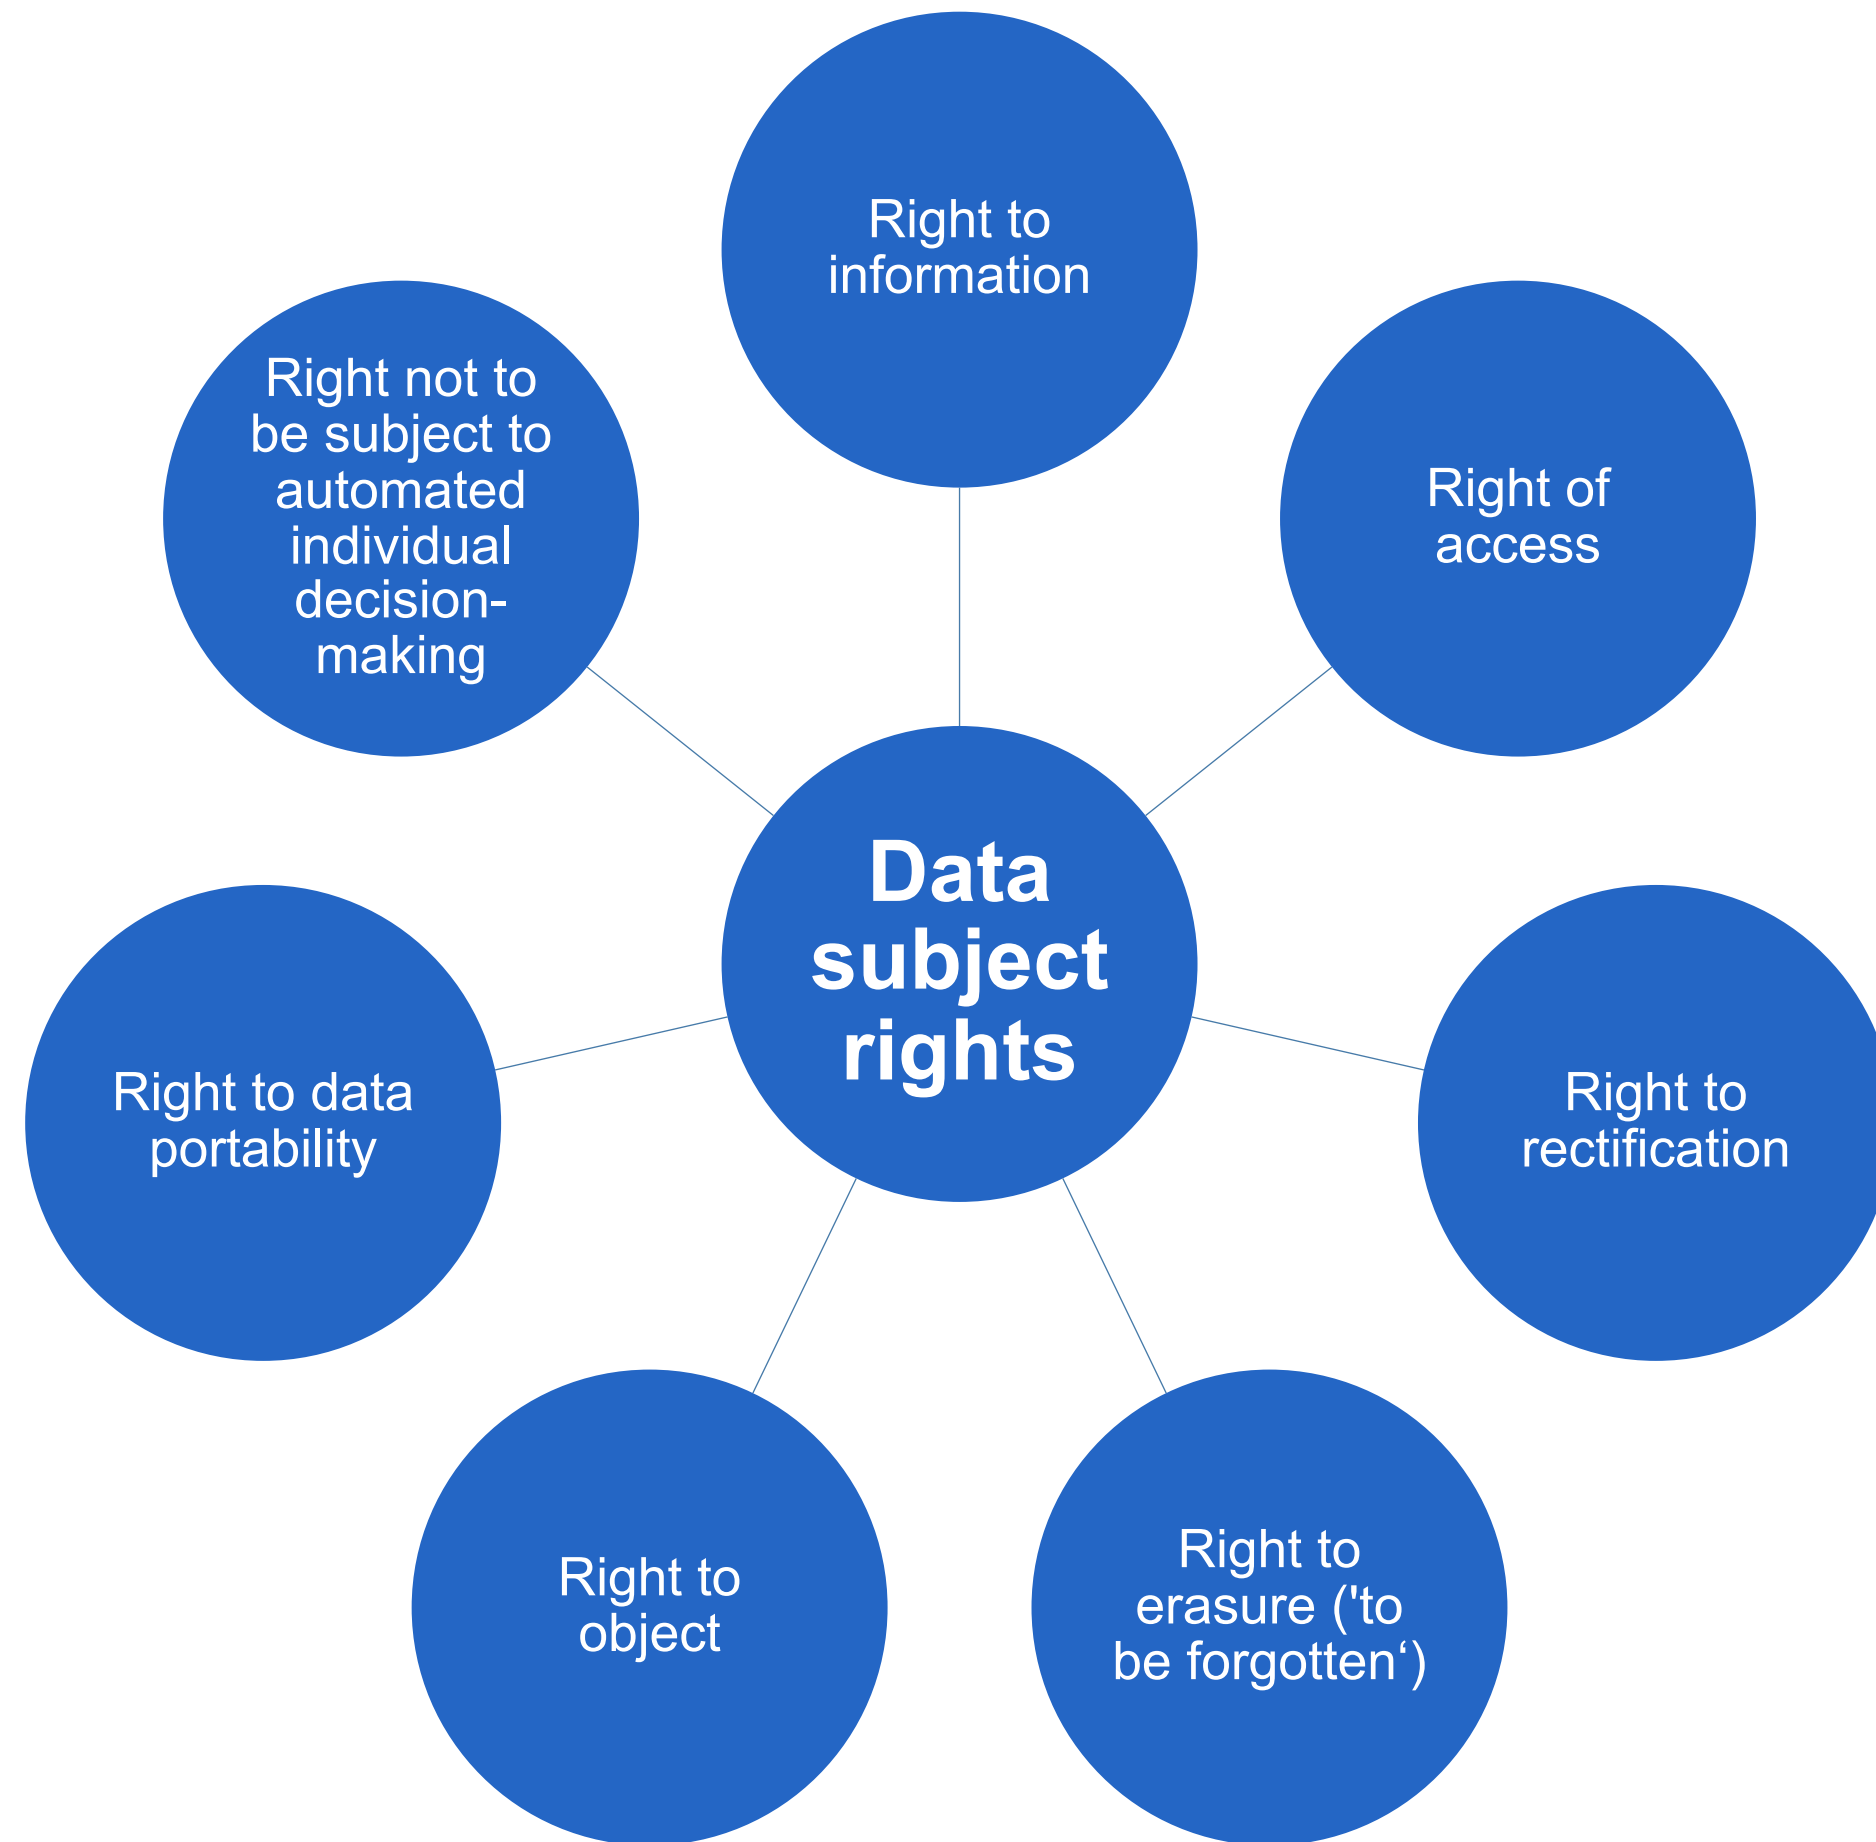 Right to
information
Right of
access
Right to
rectification
Right to
erasure ('to
be forgotten‘)
Right to
object
Right to data
portability
Right not to
be subject to
automated
individual
decision-
making
Data
subject
rights